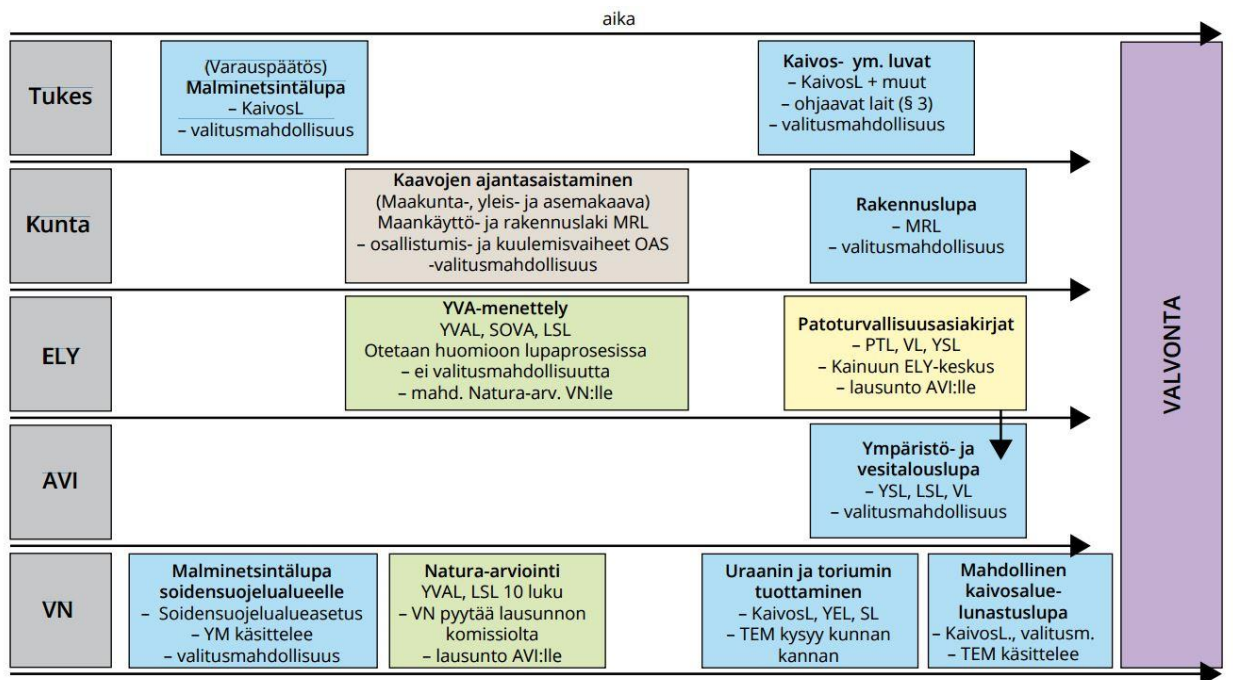 aika
Tukes
(Varauspäätös)
Malminetsintälupa
– KaivosL
– valitusmahdollisuus
Kaivos- ym. luvat
– KaivosL + muut
– ohjaavat lait (§ 3)
– valitusmahdollisuus
Kunta
Kaavojen ajantasaistaminen
(Maakunta-, yleis- ja asemakaava)
Maankäyttö- ja rakennuslaki MRL
– osallistumis- ja kuulemisvaiheet OAS
-valitusmahdollisuus
Rakennuslupa
– MRL
– valitusmahdollisuus
ELY
YVA-menettely
YVAL, SOVA, LSL
Otetaan huomioon lupaprosesissa
– ei valitusmahdollisuutta
– mahd. Natura-arv. VN:lle
Patoturvallisuusasiakirjat
– PTL, VL, YSL
– Kainuun ELY-keskus
– lausunto AVI:lle
AVI
Ympäristö- ja
vesitalouslupa
– YSL, LSL, VL
– valitusmahdollisuus
VN
Malminetsintälupa
soidensuojelualueelle
– Soidensuojelualueasetus
– YM käsittelee
– valitusmahdollisuus
Natura-arviointi
YVAL, LSL 10 luku
– VN pyytää lausunnon
komissiolta
– lausunto AVI:lle
Uraanin ja toriumin
tuottaminen
– KaivosL, YEL, SL
– TEM kysyy kunnan
kannan
Mahdollinen
kaivosalue-
lunastuslupa
– KaivosL., valitusm.
– TEM käsittelee
VALVONTA